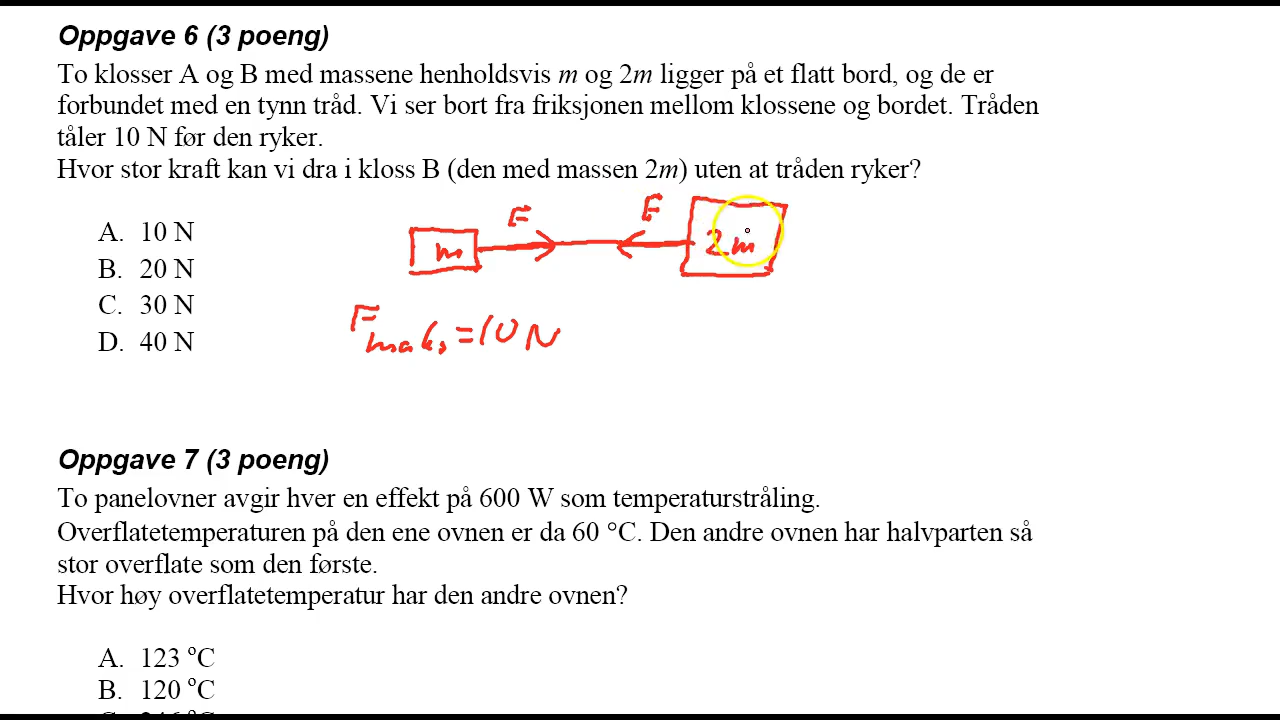 Oppgave 6 (3 poeng)
To klosser A og B med massene henholdsvis m og 2m ligger på et flatt bord, og de er
forbundet med en tynn tråd. Vi ser bort fra friksjonen mellom klossene og bordet. Tråden
tåler 10 N før den ryker.
Hvor stor kraft kan vi dra i kloss B (den med massen 2m) uten at tråden ryker?
F F
m 2m
A. 10 N
B. 20 N
C. 30 N
D. 40 N
F maks = 10 N
Oppgave 7 (3 poeng)
To panelovner avgir hver en effekt på 600 W som temperaturstråling.
Overflatetemperaturen på den ene ovnen er da 60 °C. Den andre ovnen har halvparten så
stor overflate som den første.
Hvor høy overflatetemperatur har den andre ovnen?
A. 123 °C
B. 120 °C